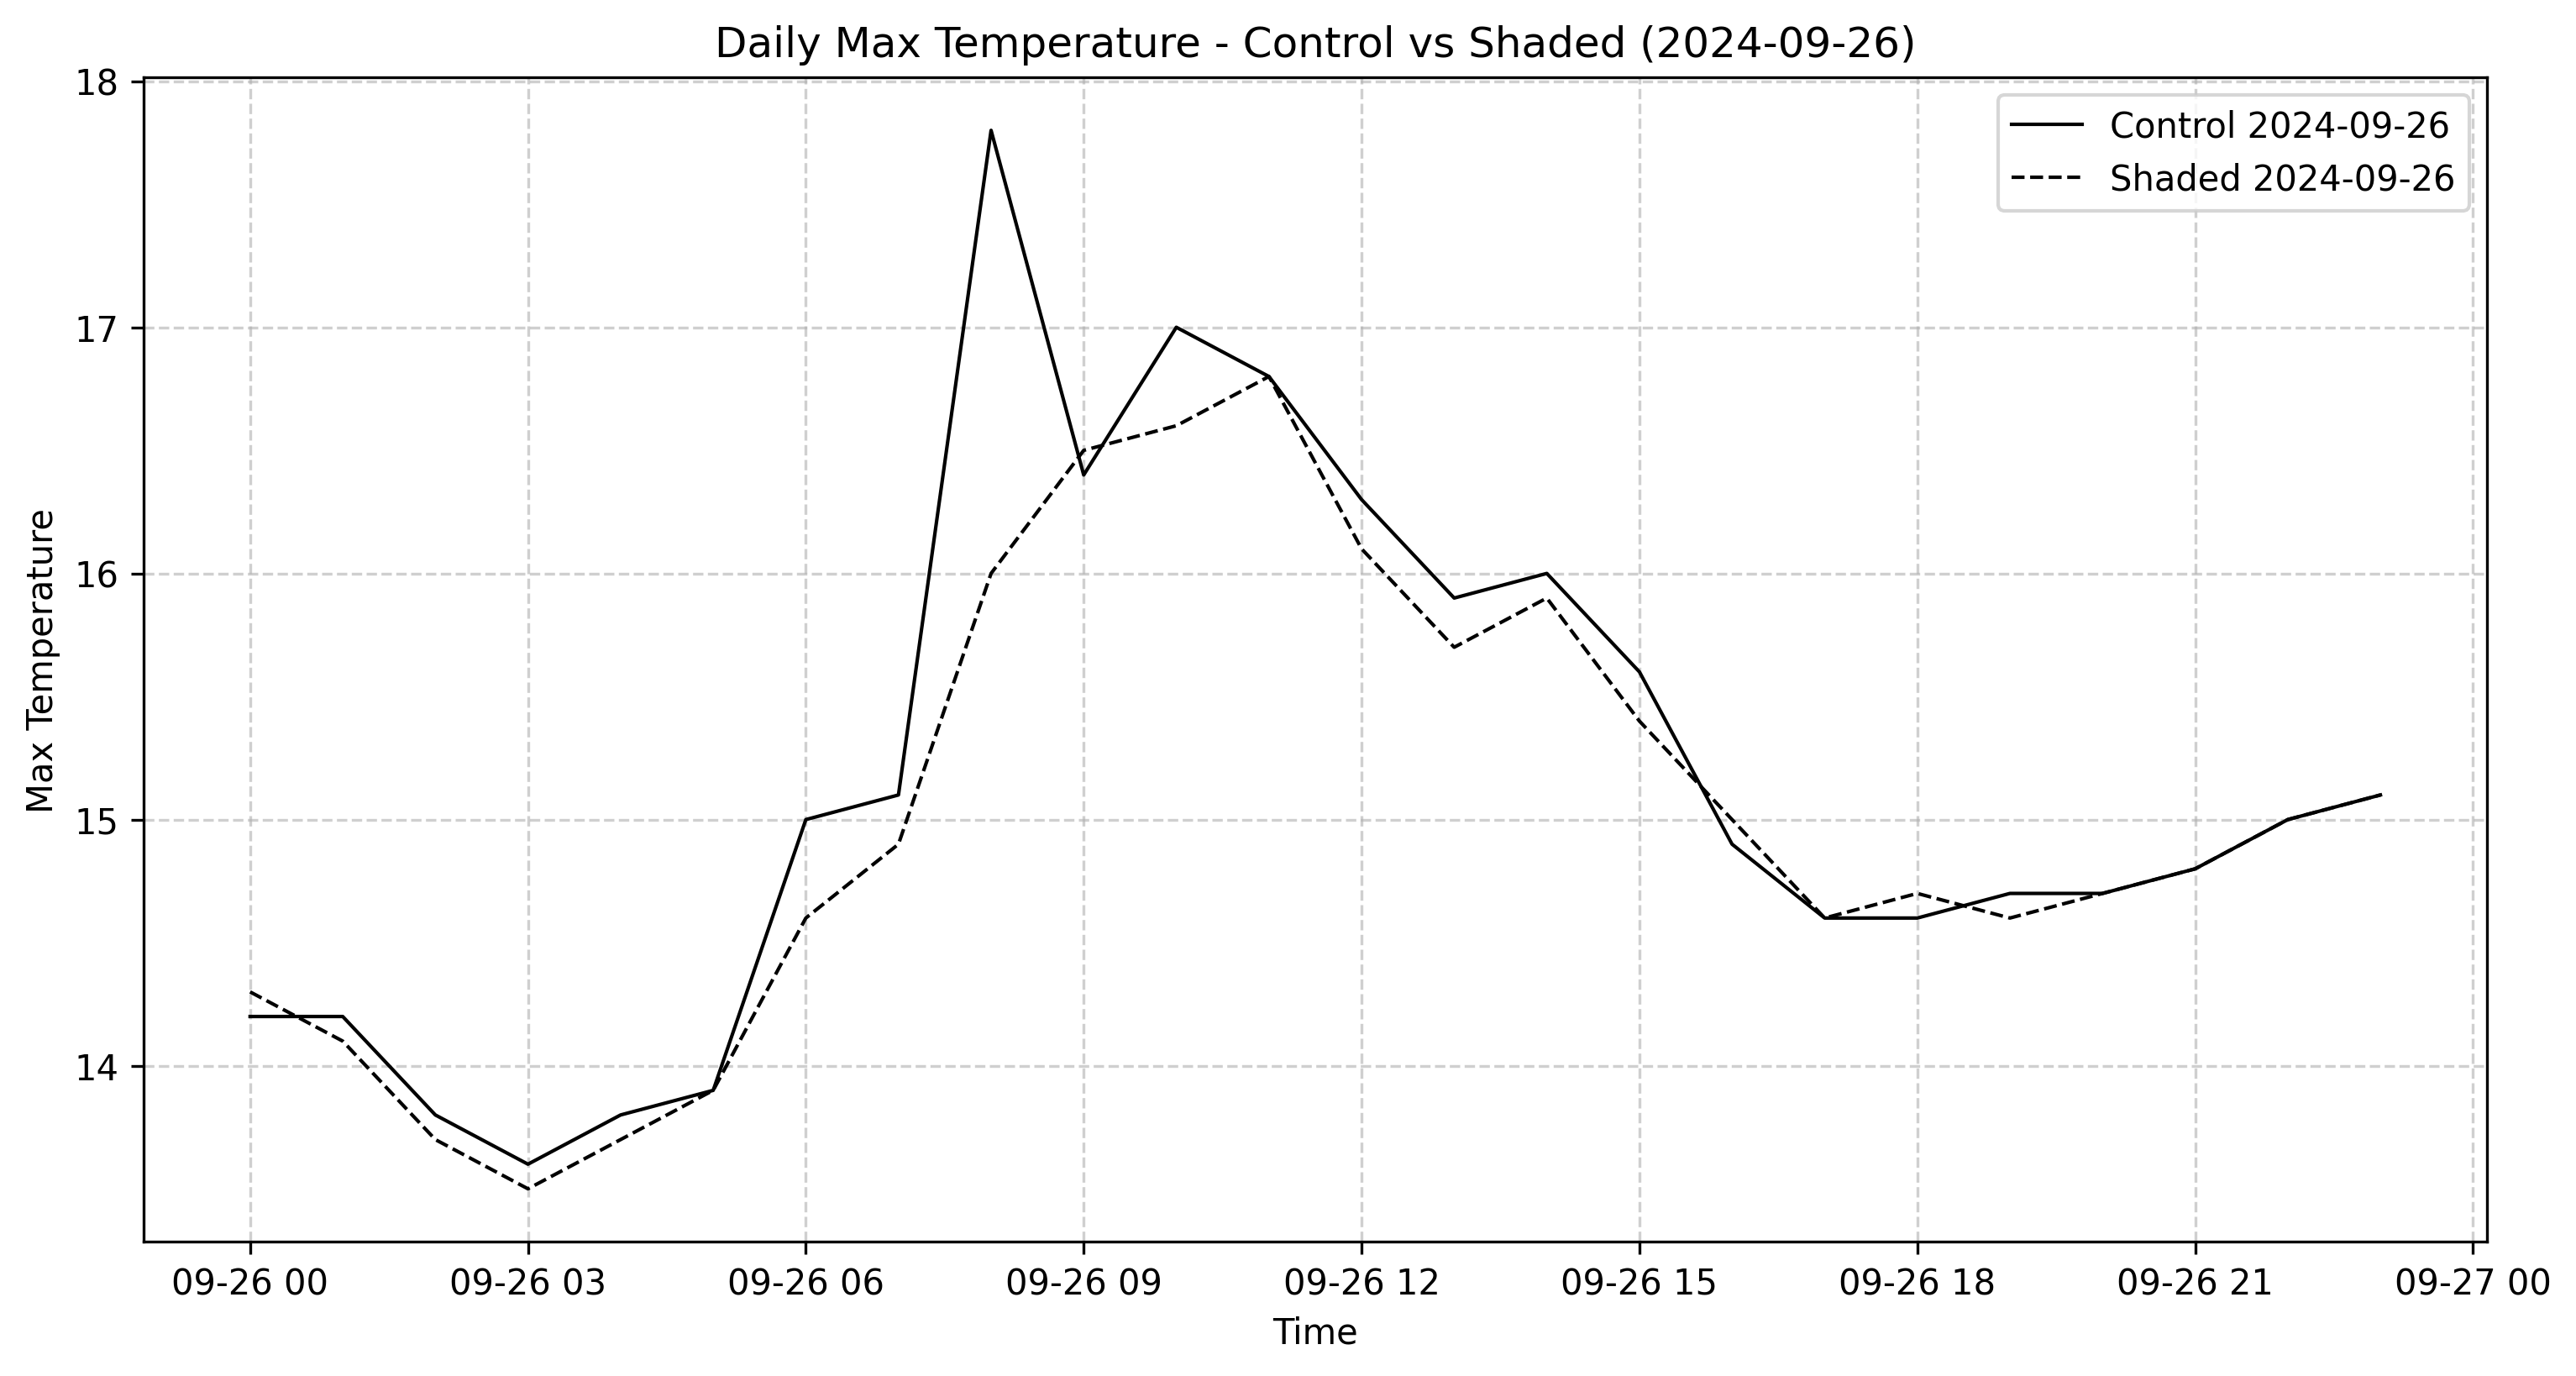 Daily Max Temperature - Control vs Shaded (2024-09-26)
Control 2024-09-26
Shaded 2024-09-26
Max Temperature
18
17
16
15
14
09-26 00
09-26 03
09-26 06
09-26 09
09-26 12
09-26 15
09-26 18
09-26 21
09-27 00
Time